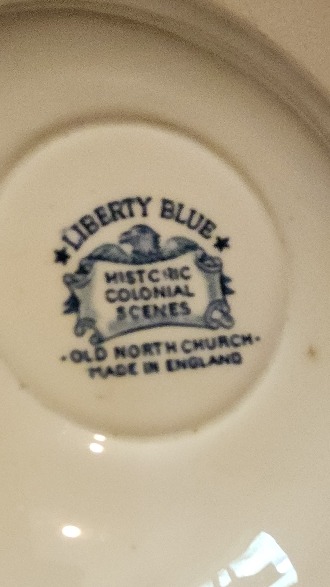 ★LIBERTY BLUE★
HISTORIC
COLONIAL
SCENES
·OLD NORTH CHURCH·
MADE IN ENGLAND